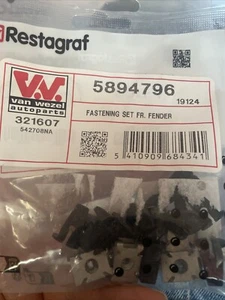 Restagraf
VW
van wezel
autoparts
5894796
19124
321607
542708NA
FASTENING SET FR. FENDER
5 410909 684341